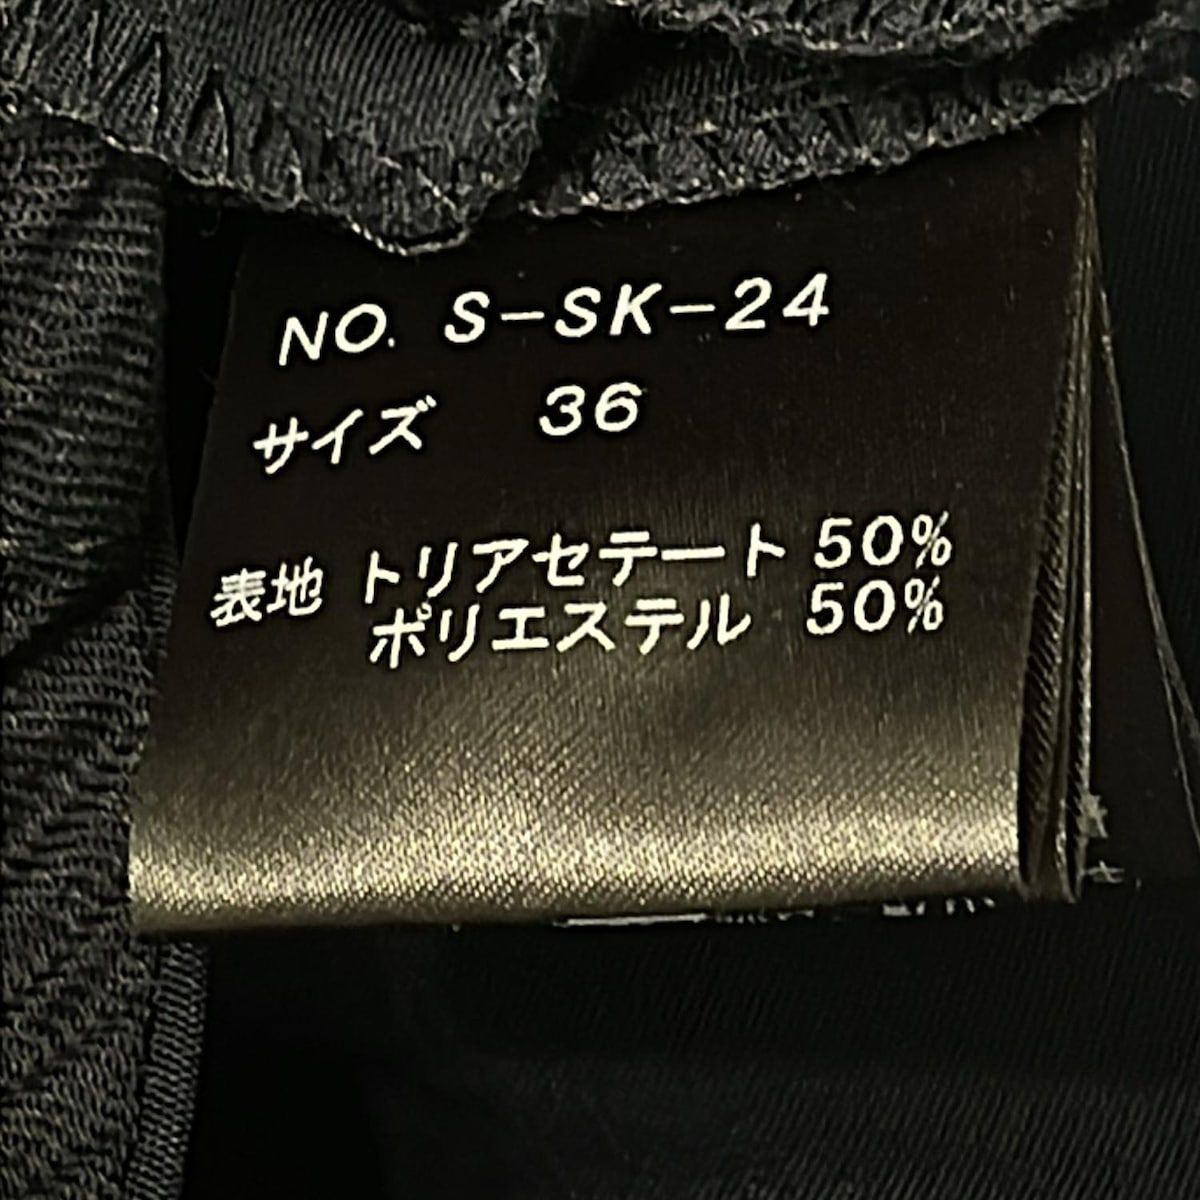 NO. S-SK-24
サイズ 36
表地 トリアセテート 50%
ポリエステル 50%